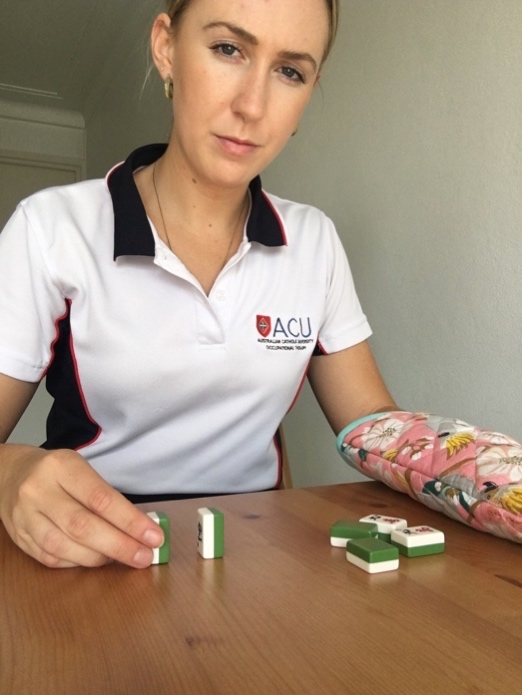 ACU
AUSTRALIAN CATHOLIC UNIVERSITY
OCCUPATIONAL THERAPY